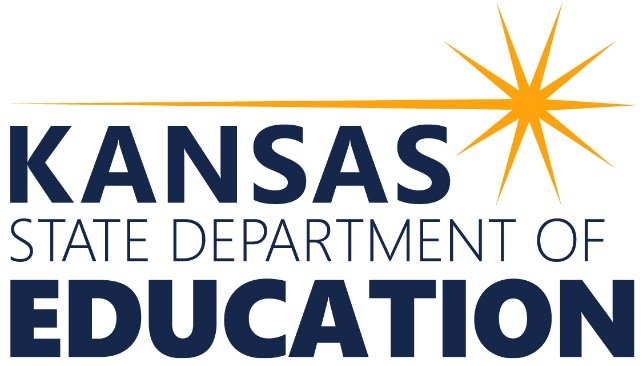 KANSAS
STATE DEPARTMENT OF
EDUCATION